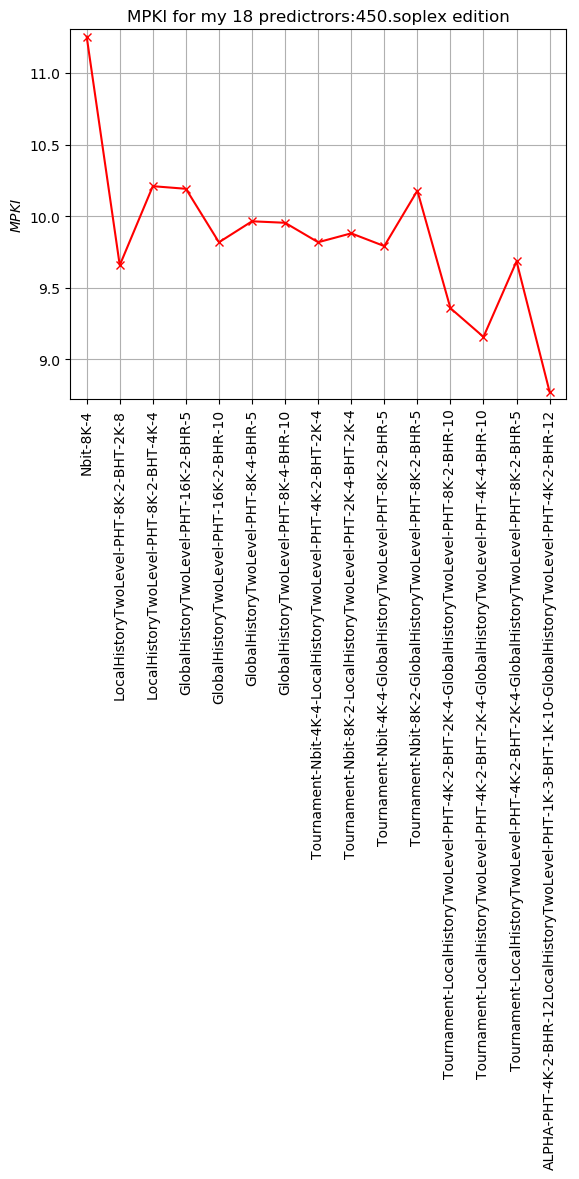 MPKI for my 18 predictrors:450.soplex edition
MPKI
11.0
10.5
10.0
9.5
9.0
Nbit-8K-4
LocalHistoryTwoLevel-PHT-8K-2-BHT-2K-8
LocalHistoryTwoLevel-PHT-8K-2-BHT-4K-4
GlobalHistoryTwoLevel-PHT-16K-2-BHR-5
GlobalHistoryTwoLevel-PHT-16K-2-BHR-10
GlobalHistoryTwoLevel-PHT-8K-4-BHR-5
GlobalHistoryTwoLevel-PHT-8K-4-BHR-10
Tournament-Nbit-4K-4-LocalHistoryTwoLevel-PHT-4K-2-BHT-2K-4
Tournament-Nbit-8K-2-LocalHistoryTwoLevel-PHT-2K-4-BHT-2K-4
Tournament-Nbit-4K-4-GlobalHistoryTwoLevel-PHT-8K-2-BHR-5
Tournament-Nbit-8K-2-GlobalHistoryTwoLevel-PHT-8K-2-BHR-5
Tournament-LocalHistoryTwoLevel-PHT-4K-2-BHT-2K-4-GlobalHistoryTwoLevel-PHT-8K-2-BHR-10
Tournament-LocalHistoryTwoLevel-PHT-4K-2-BHT-2K-4-GlobalHistoryTwoLevel-PHT-4K-4-BHR-10
Tournament-LocalHistoryTwoLevel-PHT-4K-2-BHT-2K-4-GlobalHistoryTwoLevel-PHT-8K-2-BHR-5
ALPHA-PHT-4K-2-BHR-12LocalHistoryTwoLevel-PHT-1K-3-BHT-1K-10-GlobalHistoryTwoLevel-PHT-4K-2-BHR-12